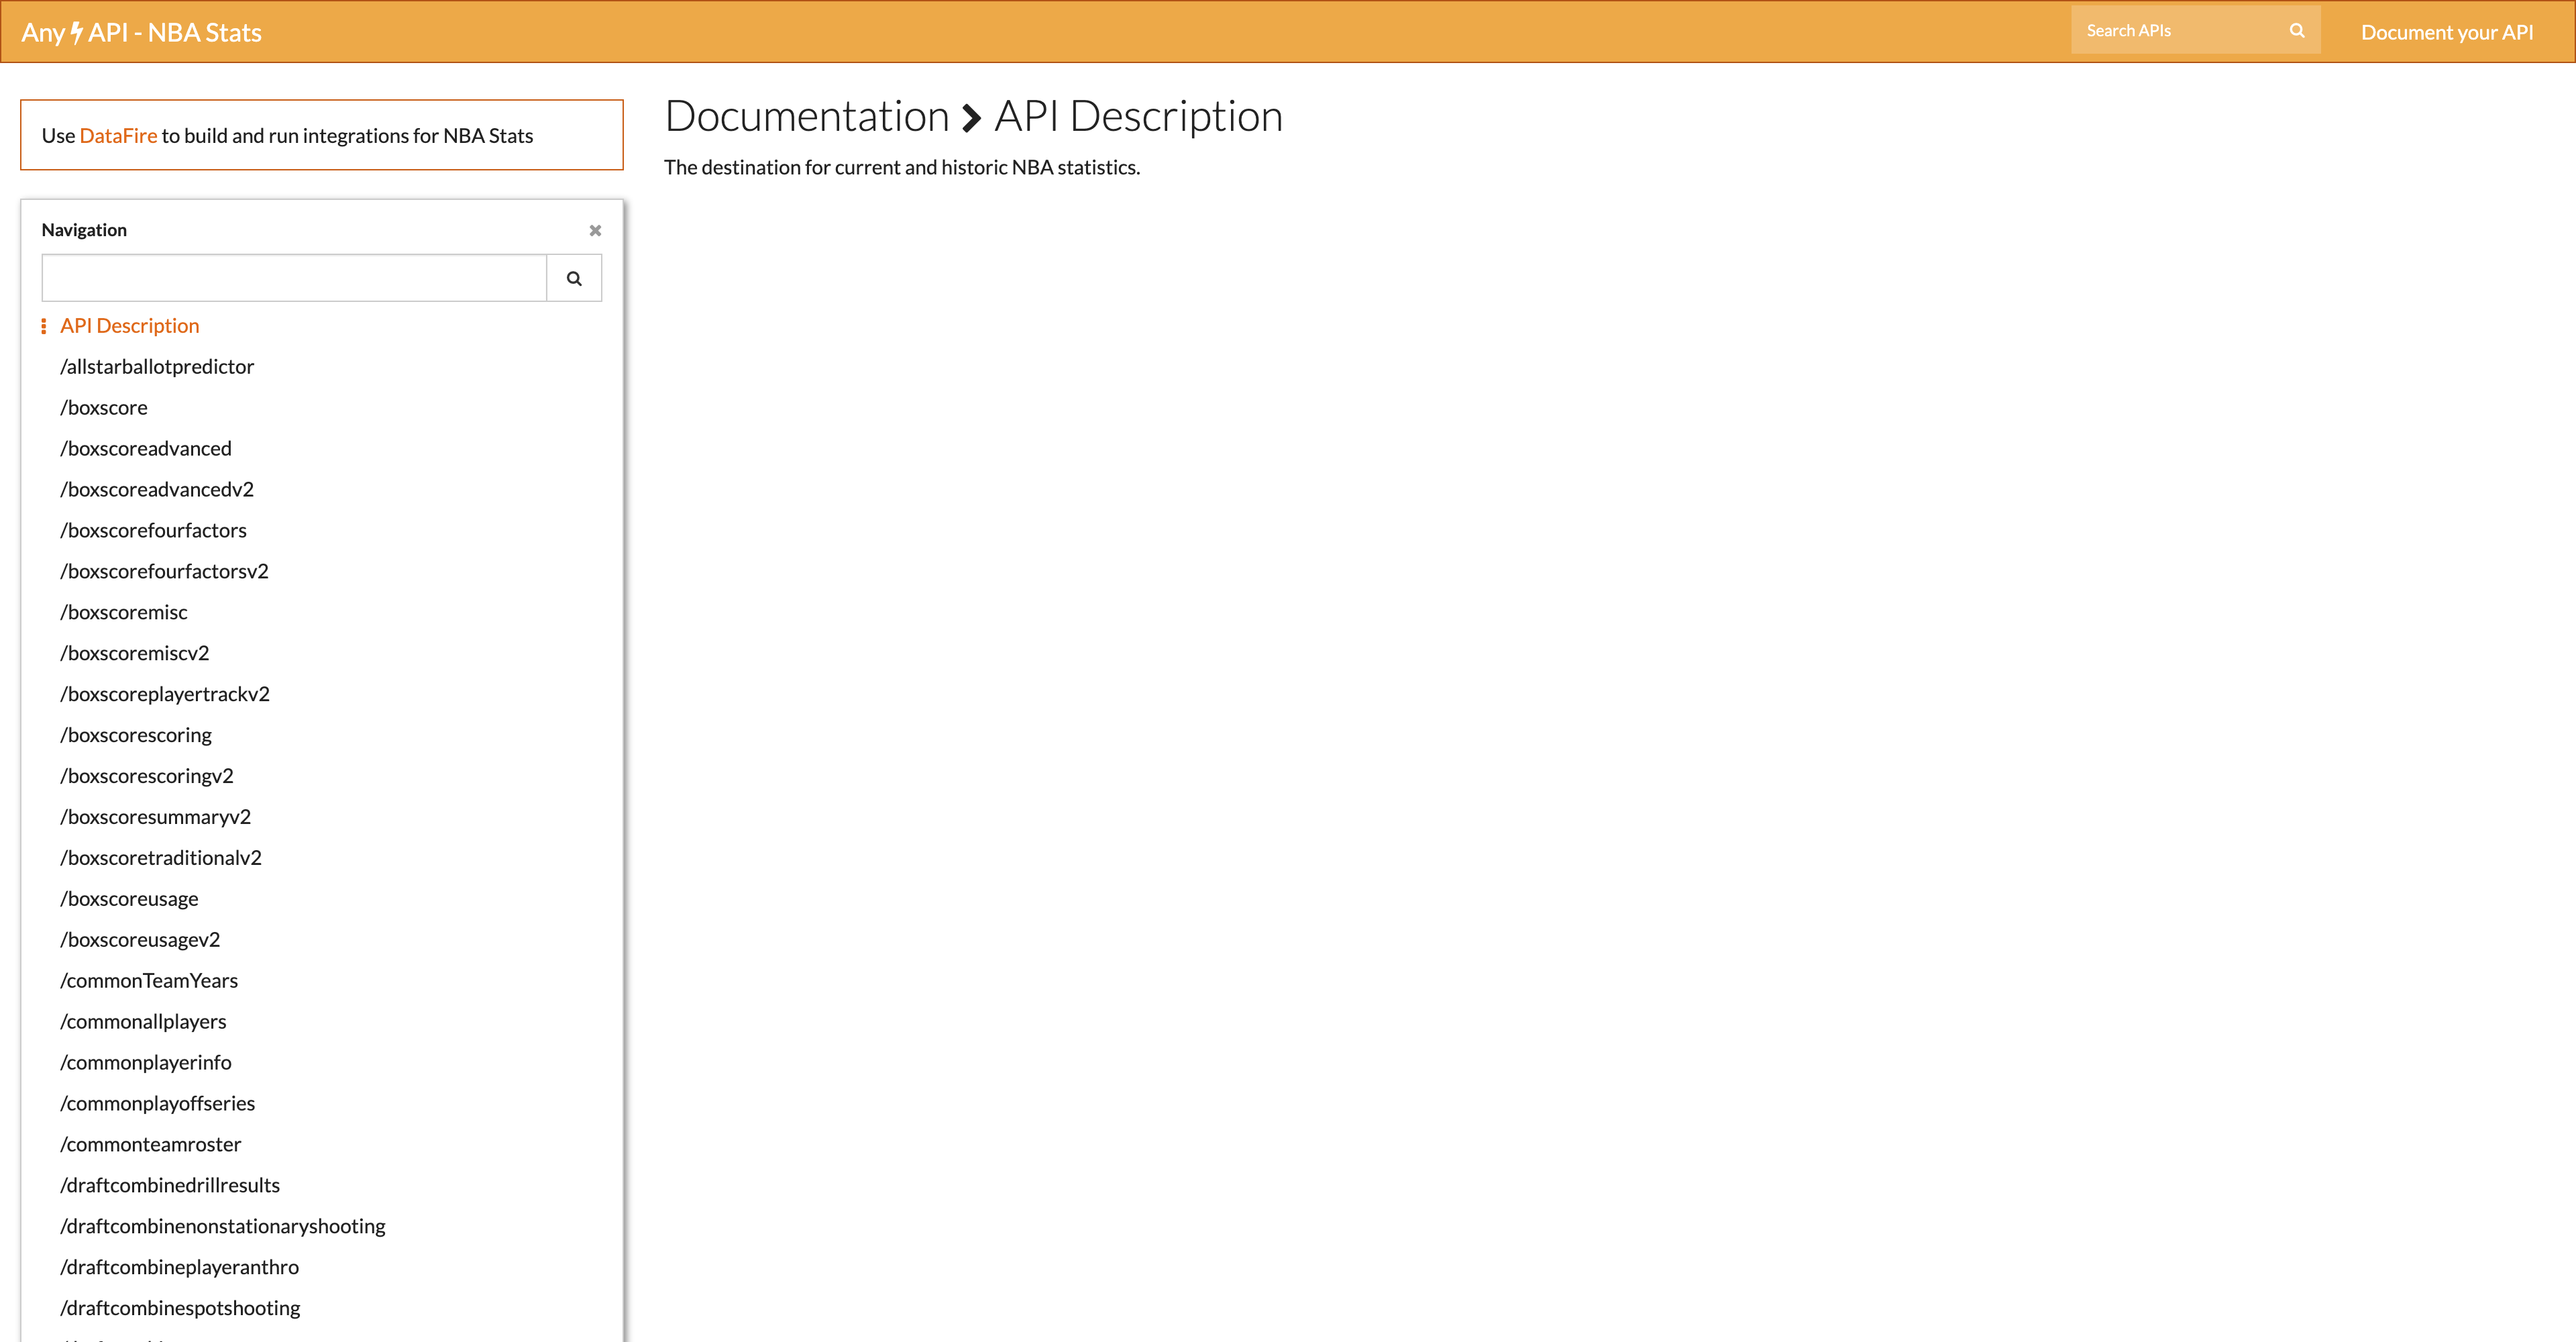 Any API - NBA Stats
Search APIs
Document your API
Use DataFire to build and run integrations for NBA Stats
Documentation API Description
The destination for current and historic NBA statistics.
Navigation
API Description
/allstarballotpredictor
/boxscore
/boxscoreadvanced
/boxscoreadvancedv2
/boxscorefourfactors
/boxscorefourfactorsv2
/boxscoremisc
/boxscoremiscv2
/boxscoreplayertrackv2
/boxscorescoring
/boxscorescoringv2
/boxscoresummaryv2
/boxscoretraditionalv2
/boxscoreusage
/boxscoreusagev2
/commonTeamYears
/commonallplayers
/commonplayerinfo
/commonplayoffseries
/commonteamroster
/draftcombinedrillresults
/draftcombinenonstationaryshooting
/draftcombineplayeranthro
/draftcombinespotshooting